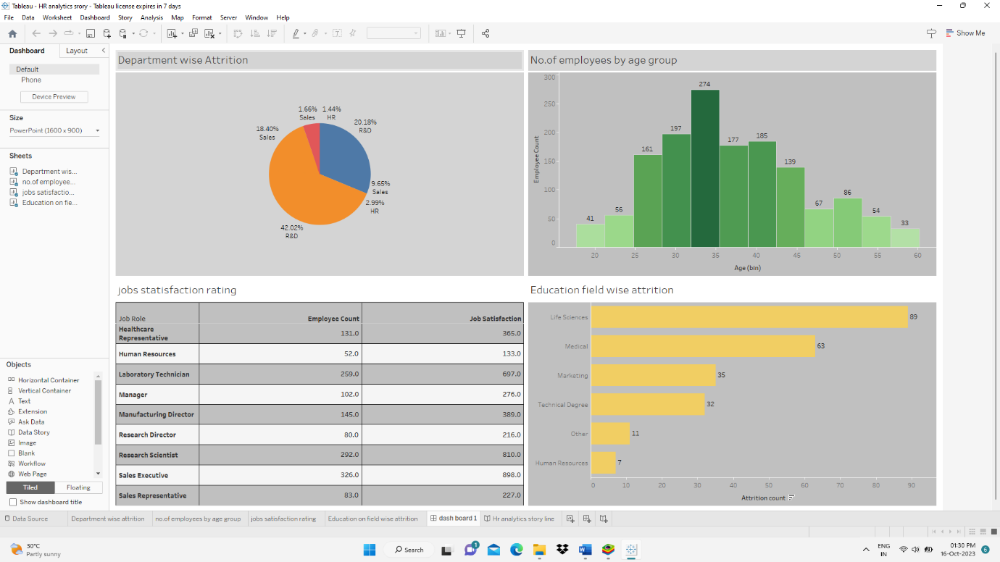 Tableau - HR analytics srory - Tableau license expires in 7 days
File Data Worksheet Dashboard Story Analysis Map Format Server Window Help
Show Me
Dashboard Layout
Default
Phone
Device Preview
Size
PowerPoint (1600 x 900)
Sheets
Department wis...
no.of employee...
jobs satisfactio...
Education on fie...
Objects
Horizontal Container
Vertical Container
Text
Extension
Ask Data
Data Story
Image
Blank
Workflow
Web Page
Tiled Floating
Show dashboard title
Department wise Attrition
1.66% 1.44%
Sales HR
20.18%
R&D
18.40%
Sales
9.65%
Sales
2.99%
HR
42.02%
R&D
No.of employees by age group
Employee Count
300
250
200
150
100
50
0
41 56 161 197 274 177 185 139 67 86 54 33
20 25 30 35 40 45 50 55 60
Age (bin)
jobs statisfaction rating
Job Role Employee Count Job Satisfaction
Healthcare
Representative 131.0 365.0
Human Resources 52.0 133.0
Laboratory Technician 259.0 697.0
Manager 102.0 276.0
Manufacturing Director 145.0 389.0
Research Director 80.0 216.0
Research Scientist 292.0 810.0
Sales Executive 326.0 898.0
Sales Representative 83.0 227.0
Education field wise attrition
Life Sciences 89
Medical 63
Marketing 35
Technical Degree 32
Other 11
Human Resources 7
0 10 20 30 40 50 60 70 80 90
Attrition count
Data Source Department wise attrition no.of employees by age group jobs satisfaction rating Education on field wise attrition dash board 1 Hr analytics story line
30°C
Partly sunny
Search
1
ENG
IN
01:30 PM
16-Oct-2023
6